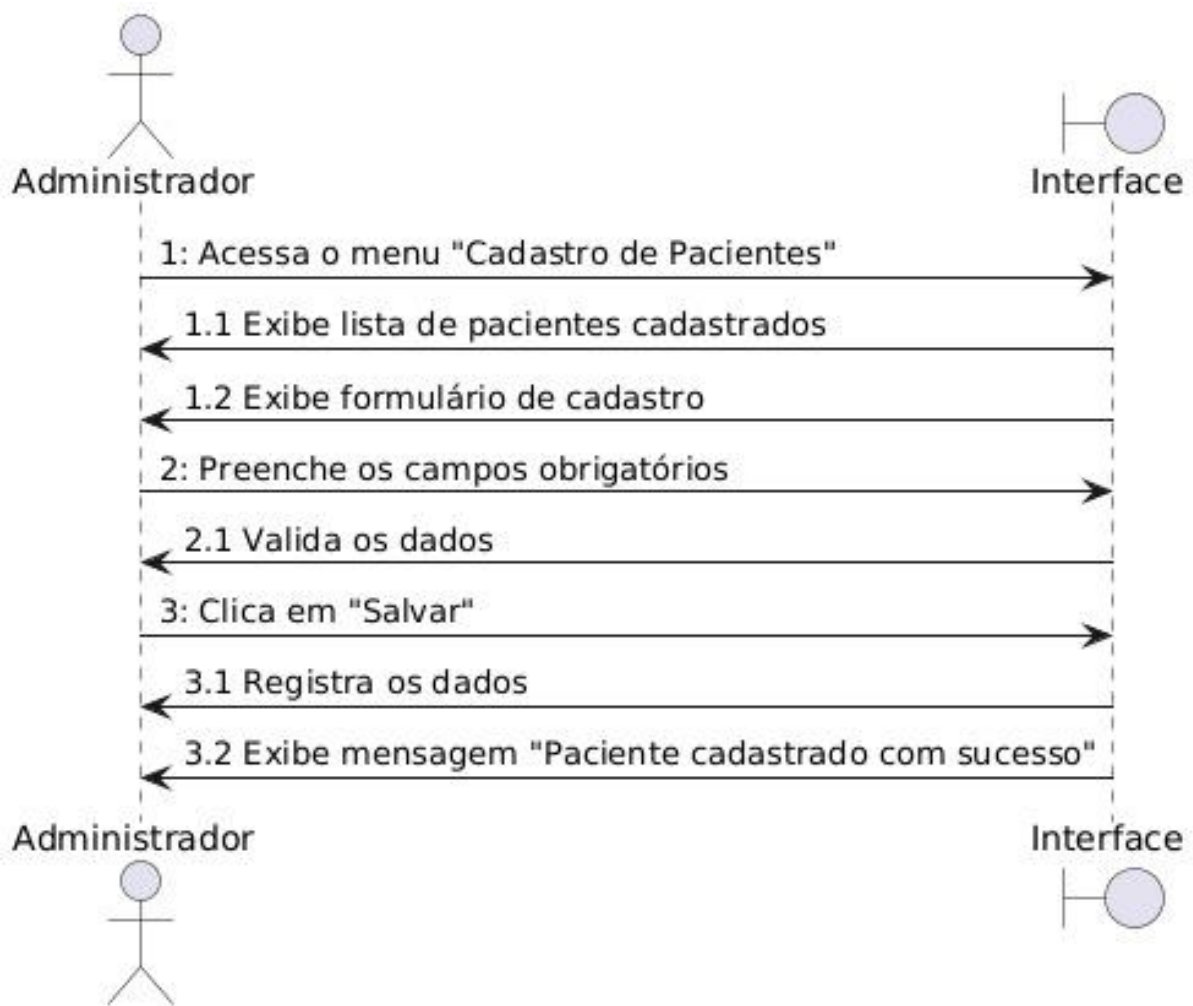 Administrador
Interface
1: Acessa o menu "Cadastro de Pacientes"
1.1 Exibe lista de pacientes cadastrados
1.2 Exibe formulário de cadastro
2: Preenche os campos obrigatórios
2.1 Valida os dados
3: Clica em "Salvar"
3.1 Registra os dados
3.2 Exibe mensagem "Paciente cadastrado com sucesso"
Administrador
Interface